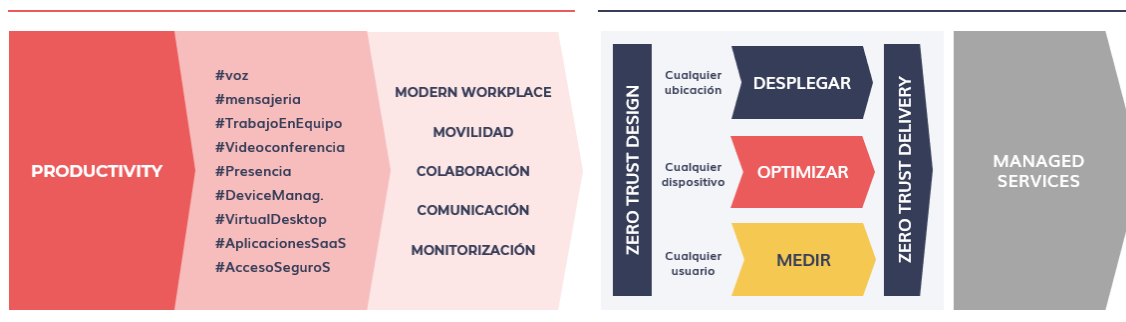 PRODUCTIVITY
#voz
#mensajeria
#TrabajoEnEquipo
#Videoconferencia
#Presencia
#DeviceManag.
#VirtualDesktop
#AplicacionesSaaS
#AccesoSeguroS
MODERN WORKPLACE
MOVILIDAD
COLABORACIÓN
COMUNICACIÓN
MONITORIZACIÓN
ZERO TRUST DESIGN
Cualquier
ubicación
DESPLEGAR
Cualquier
dispositivo
OPTIMIZAR
Cualquier
usuario
MEDIR
ZERO TRUST DELIVERY
MANAGED
SERVICES